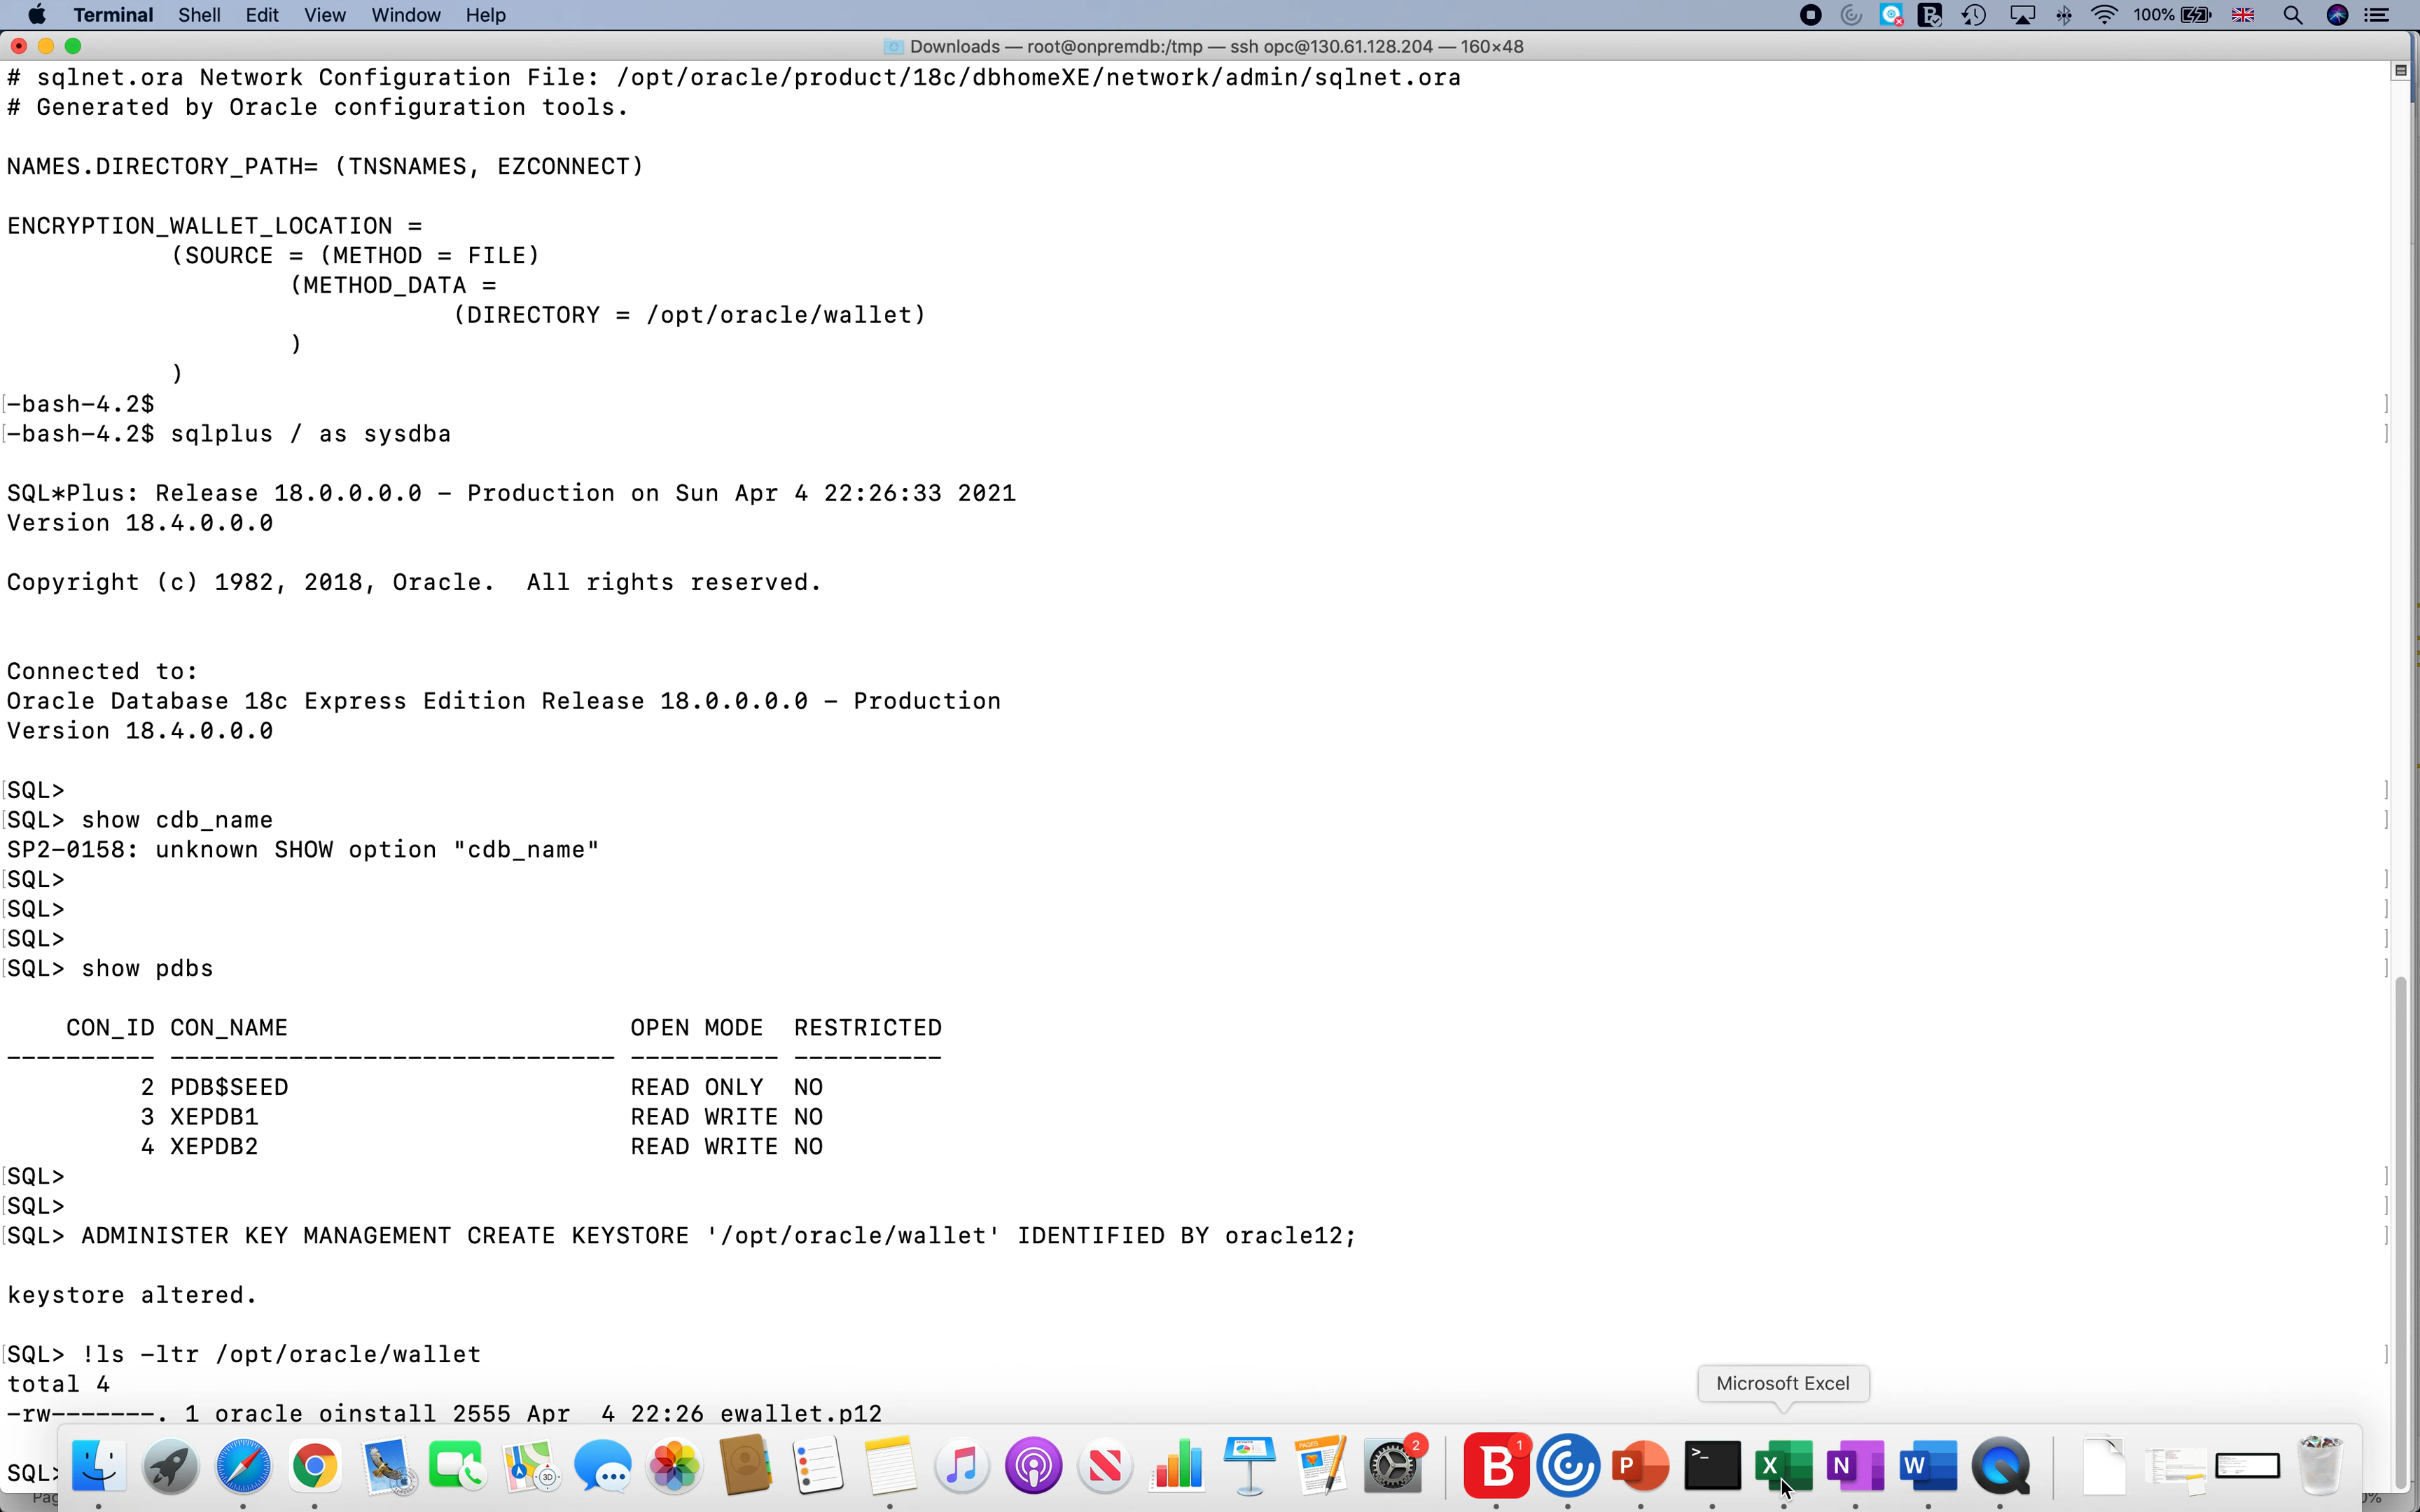 Terminal Shell Edit View Window Help 100%
Downloads — root@onpremdb:/tmp — ssh opc@130.61.128.204 — 160×48
# sqlnet.ora Network Configuration File: /opt/oracle/product/18c/dbhomeXE/network/admin/sqlnet.ora
# Generated by Oracle configuration tools.
NAMES.DIRECTORY_PATH= (TNSNAMES, EZCONNECT)
ENCRYPTION_WALLET_LOCATION =
(SOURCE = (METHOD = FILE)
(METHOD_DATA =
(DIRECTORY = /opt/oracle/wallet)
)
)
-bash-4.2$
-bash-4.2$ sqlplus / as sysdba
SQL*Plus: Release 18.0.0.0.0 - Production on Sun Apr 4 22:26:33 2021
Version 18.4.0.0.0
Copyright (c) 1982, 2018, Oracle.  All rights reserved.
Connected to:
Oracle Database 18c Express Edition Release 18.0.0.0.0 - Production
Version 18.4.0.0.0
SQL>
SQL> show cdb_name
SP2-0158: unknown SHOW option "cdb_name"
SQL>
SQL>
SQL>
SQL> show pdbs
CON_ID CON_NAME OPEN MODE RESTRICTED
---------- ------------------------------ ---------- ----------
2 PDB$SEED READ ONLY NO
3 XEPDB1 READ WRITE NO
4 XEPDB2 READ WRITE NO
SQL>
SQL>
SQL> ADMINISTER KEY MANAGEMENT CREATE KEYSTORE '/opt/oracle/wallet' IDENTIFIED BY oracle12;
keystore altered.
SQL> !ls -ltr /opt/oracle/wallet
total 4
-rw-------. 1 oracle oinstall 2555 Apr  4 22:26 ewallet.p12
Microsoft Excel
SQL>